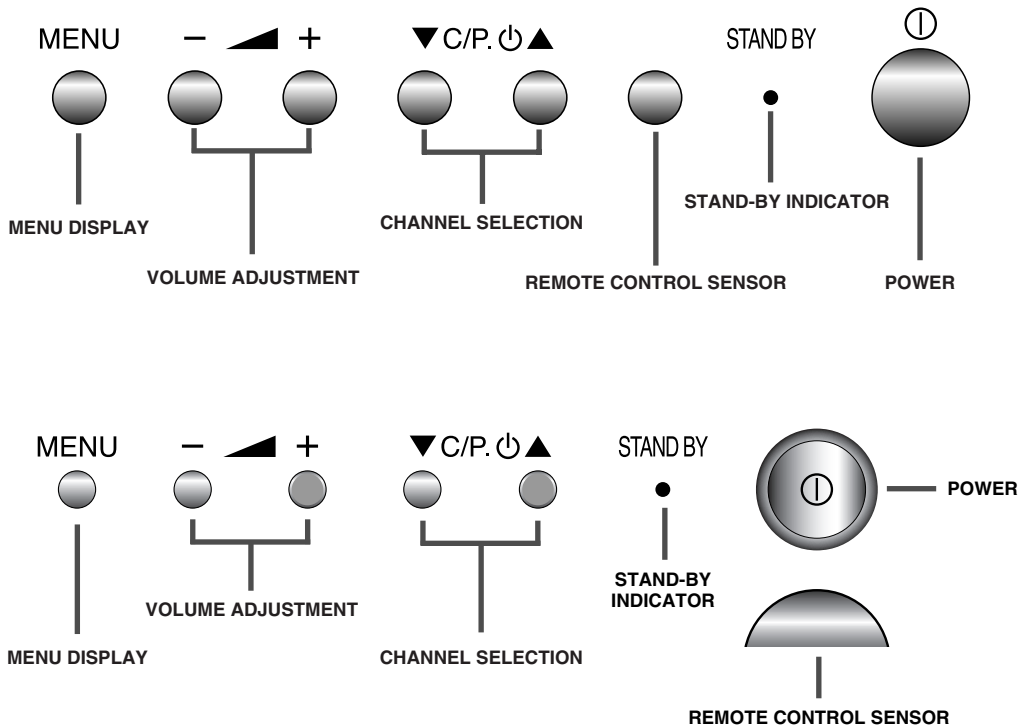 MENU − + ▼ C/P. ⏻ ▲ STAND BY
MENU DISPLAY
VOLUME ADJUSTMENT
CHANNEL SELECTION
STAND-BY INDICATOR
REMOTE CONTROL SENSOR
POWER
MENU − + ▼ C/P. ⏻ ▲ STAND BY
POWER
STAND-BY
INDICATOR
VOLUME ADJUSTMENT
MENU DISPLAY
CHANNEL SELECTION
REMOTE CONTROL SENSOR